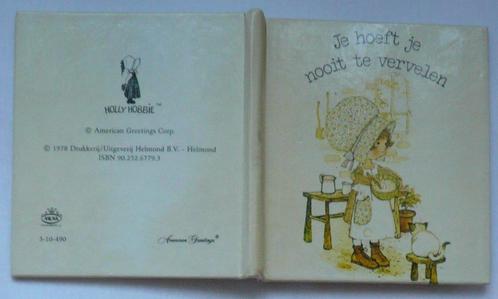 HOLLY HOBBIE™
© American Greetings Corp.
© 1978 Drukkerij/Uitgeverij Helmond B.V. - Helmond
ISBN 90.252.6779.3
5-10-490
American Greetings®
Je hoeft je
nooit te vervelen